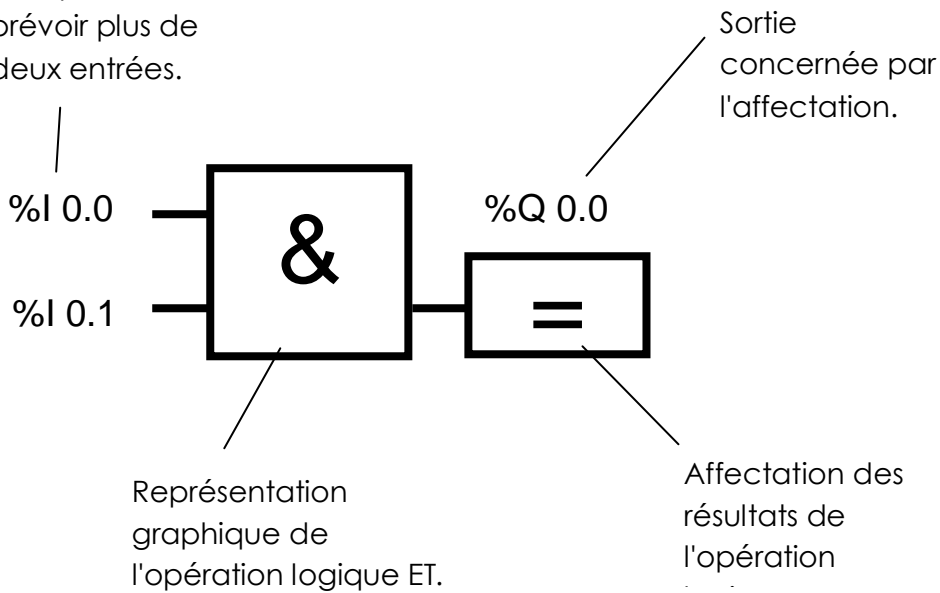 prévoir plus de
deux entrées.
Sortie
concernée par
l'affectation.
%I 0.0
%Q 0.0
&
%I 0.1
=
Représentation
graphique de
l'opération logique ET.
Affectation des
résultats de
l'opération